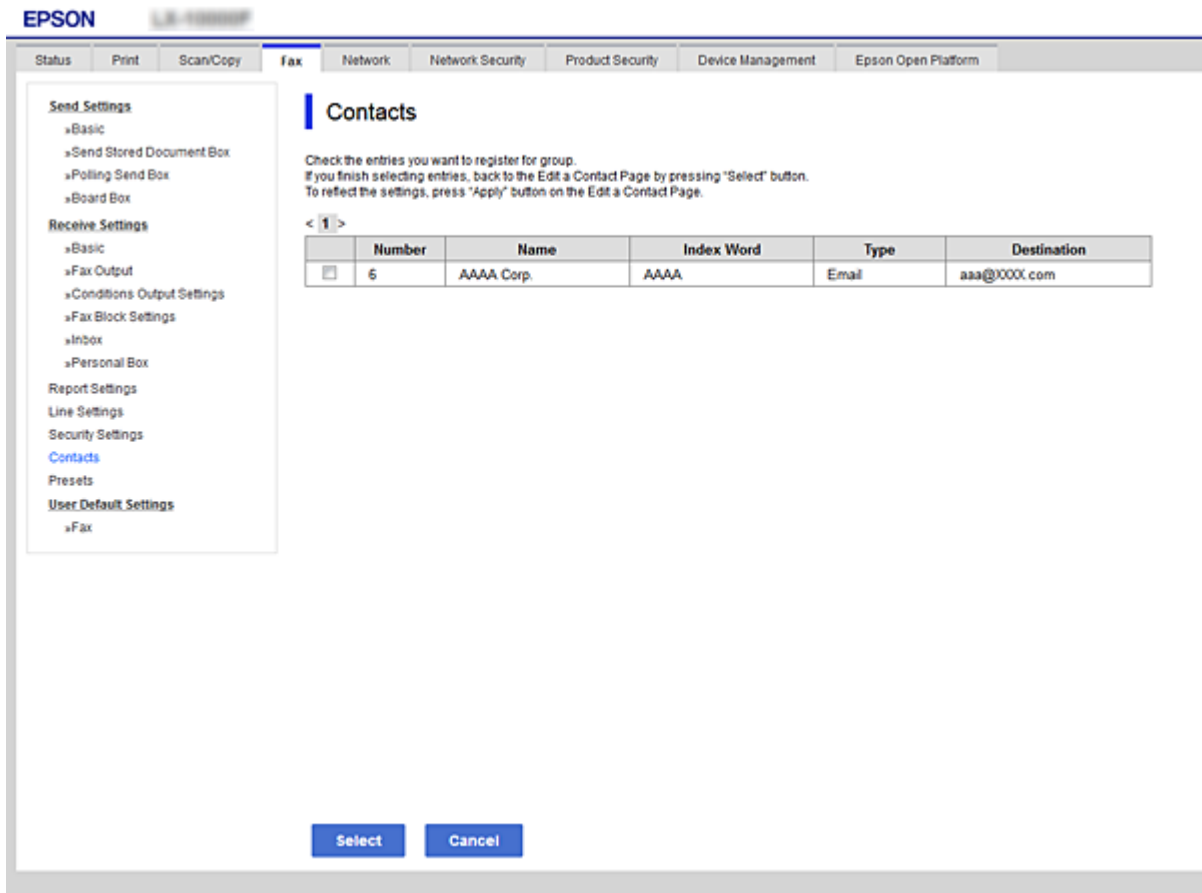 EPSON
Status Print Scan/Copy Fax Network Network Security Product Security Device Management Epson Open Platform
Send Settings
»Basic
»Send Stored Document Box
»Polling Send Box
»Board Box
Receive Settings
»Basic
»Fax Output
»Conditions Output Settings
»Fax Block Settings
»Inbox
»Personal Box
Report Settings
Line Settings
Security Settings
Contacts
Presets
User Default Settings
»Fax
Contacts
Check the entries you want to register for group.
If you finish selecting entries, back to the Edit a Contact Page by pressing "Select" button.
To reflect the settings, press "Apply" button on the Edit a Contact Page.
< 1 >
Number Name Index Word Type Destination
6 AAAA Corp. AAAA Email aaa@XXXX.com
Select Cancel